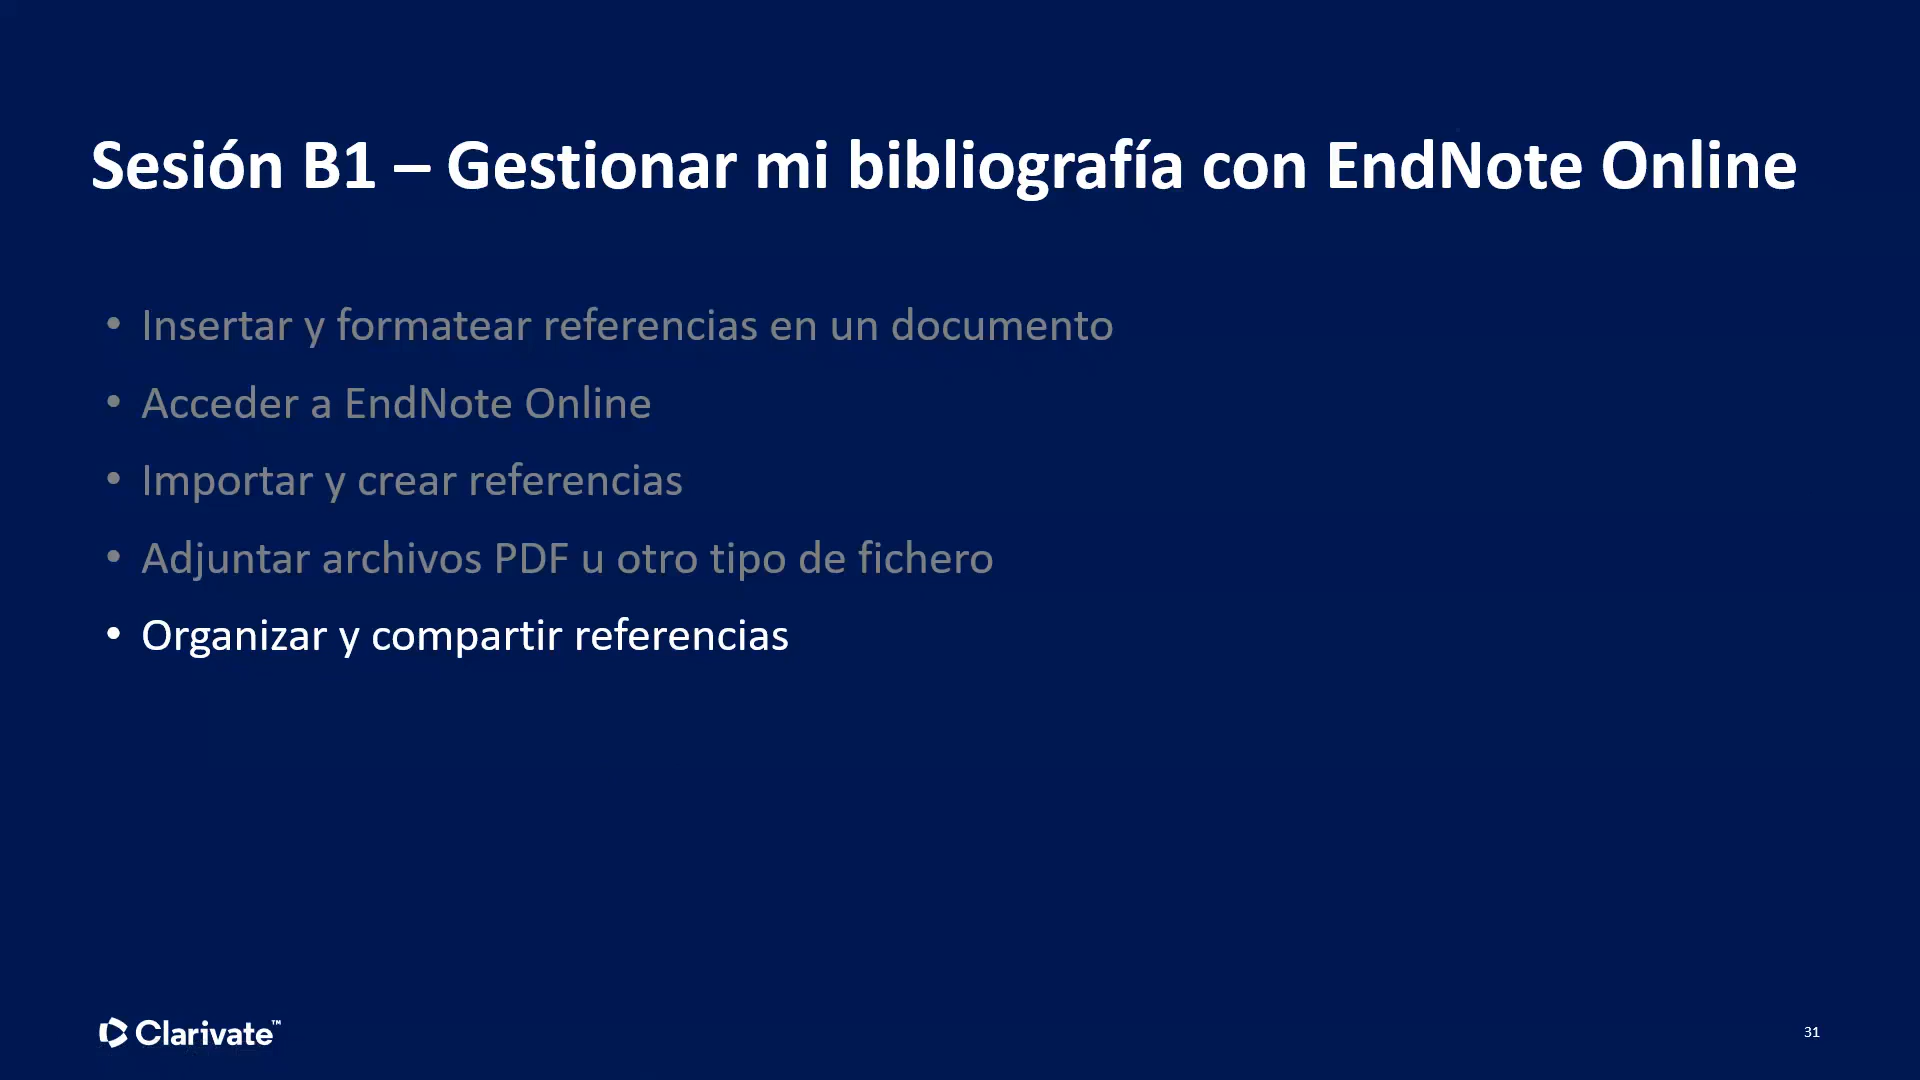 Sesión B1 – Gestionar mi bibliografía con EndNote Online
• Insertar y formatear referencias en un documento
• Acceder a EndNote Online
• Importar y crear referencias
• Adjuntar archivos PDF u otro tipo de fichero
• Organizar y compartir referencias
Clarivate™
31